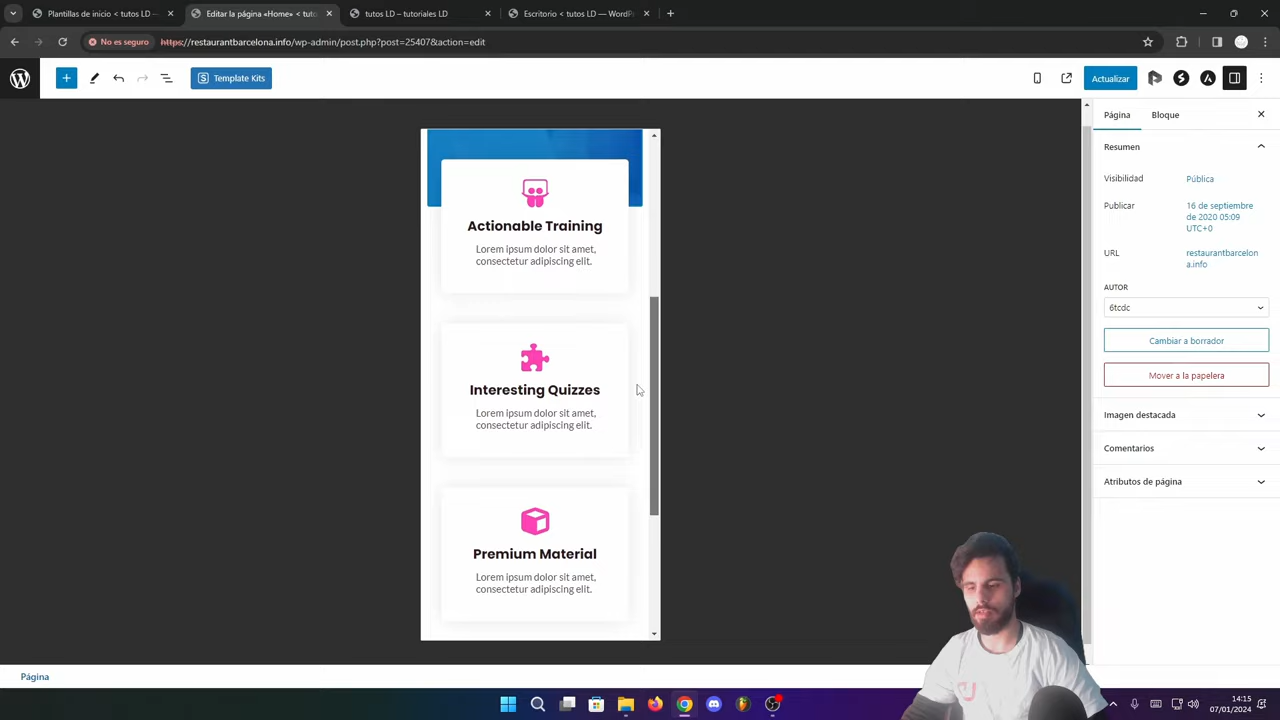 Plantillas de inicio < tutos LD —
Editar la página «Home» < tuto
tutos LD – tutoriales LD
Escritorio < tutos LD — WordPr
No es seguro
https://restaurantbarcelona.info/wp-admin/post.php?post=25407&action=edit
Template Kits
Actualizar
Actionable Training
Lorem ipsum dolor sit amet,
consectetur adipiscing elit.
Interesting Quizzes
Lorem ipsum dolor sit amet,
consectetur adipiscing elit.
Premium Material
Lorem ipsum dolor sit amet,
consectetur adipiscing elit.
Página
Bloque
Resumen
Visibilidad
Pública
Publicar
16 de septiembre
de 2020 05:09
UTC+0
URL
restaurantbarcelon
a.info
AUTOR
6tcdc
Cambiar a borrador
Mover a la papelera
Imagen destacada
Comentarios
Atributos de página
Página
14:15
07/01/2024